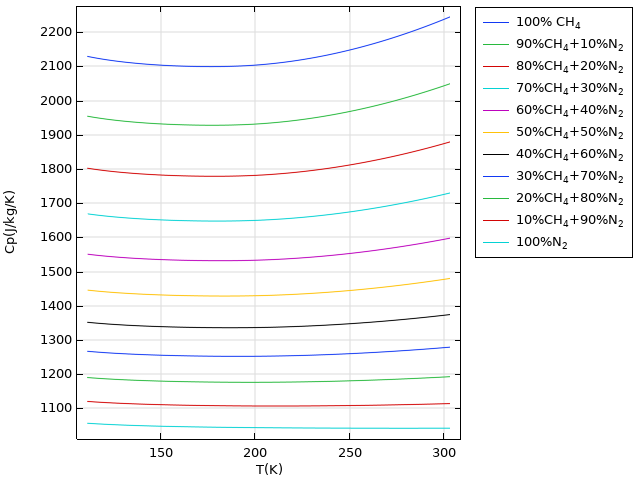 2200
2100
2000
1900
1800
1700
1600
1500
1400
1300
1200
1100
Cp(J/kg/K)
150
200
250
300
T(K)
100% CH4
90%CH4+10%N2
80%CH4+20%N2
70%CH4+30%N2
60%CH4+40%N2
50%CH4+50%N2
40%CH4+60%N2
30%CH4+70%N2
20%CH4+80%N2
10%CH4+90%N2
100%N2